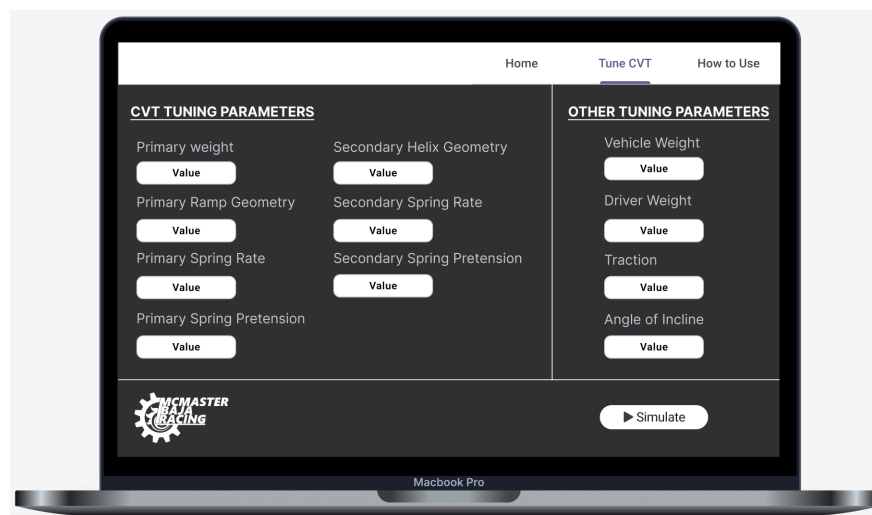 Home Tune CVT How to Use
CVT TUNING PARAMETERS
Primary weight
Value
Primary Ramp Geometry
Value
Primary Spring Rate
Value
Primary Spring Pretension
Value
Secondary Helix Geometry
Value
Secondary Spring Rate
Value
Secondary Spring Pretension
Value
OTHER TUNING PARAMETERS
Vehicle Weight
Value
Driver Weight
Value
Traction
Value
Angle of Incline
Value
MCMASTER
BAJA
RACING
Simulate
Macbook Pro